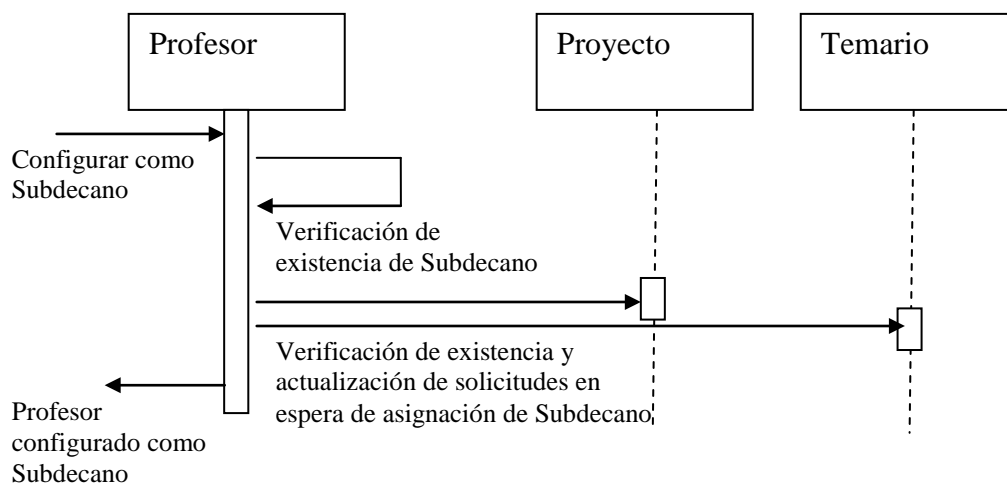 Profesor
Proyecto
Temario
Configurar como
Subdecano
Verificación de
existencia de Subdecano
Verificación de existencia y
actualización de solicitudes en
espera de asignación de Subdecano
Profesor
configurado como
Subdecano